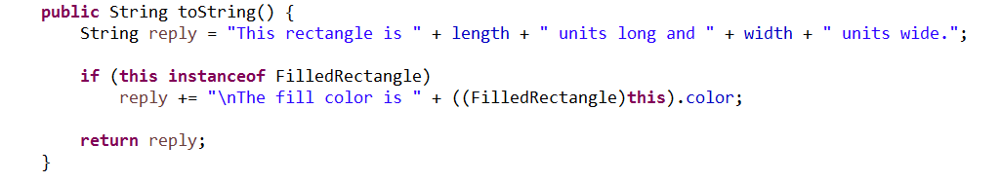 public String toString() {
String reply = "This rectangle is " + length + " units long and " + width + " units wide.";
if (this instanceof FilledRectangle)
reply += "\nThe fill color is " + ((FilledRectangle)this).color;
return reply;
}